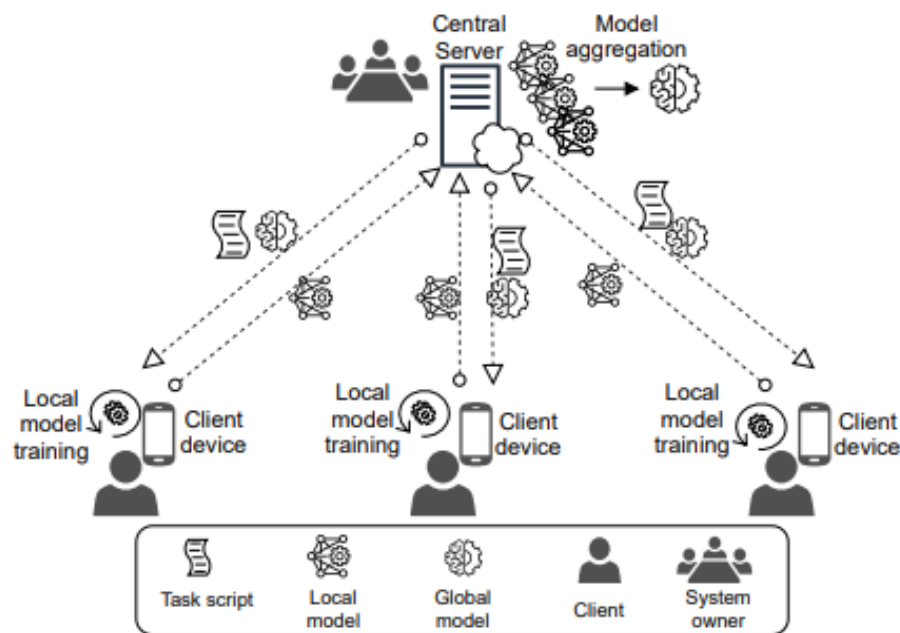 Central
Server
Model
aggregation
Local
model
training
Client
device
Local
model
training
Client
device
Local
model
training
Client
device
Task script
Local
model
Global
model
Client
System
owner